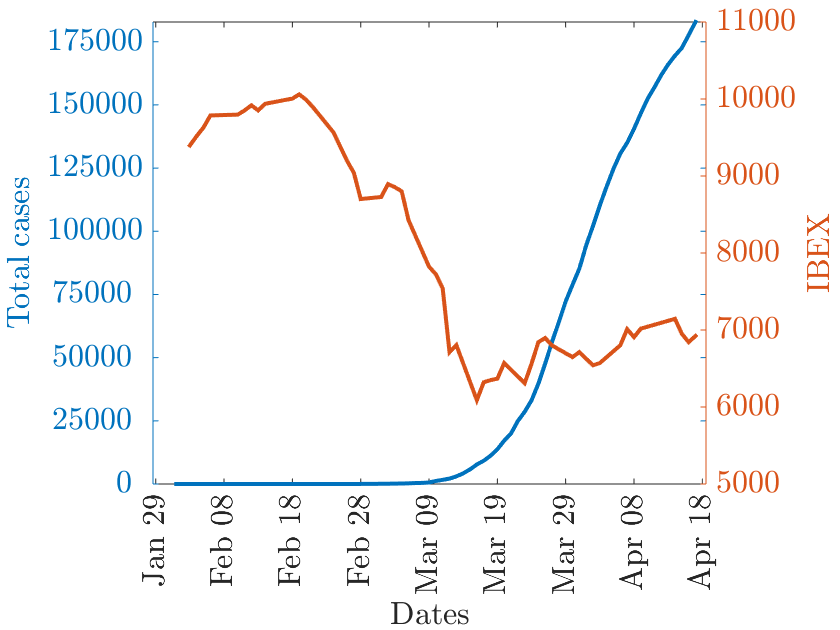 175000
150000
125000
100000
75000
50000
25000
0
Total cases
11000
10000
9000
8000
7000
6000
5000
IBEX
Jan 29
Feb 08
Feb 18
Feb 28
Mar 09
Mar 19
Mar 29
Apr 08
Apr 18
Dates